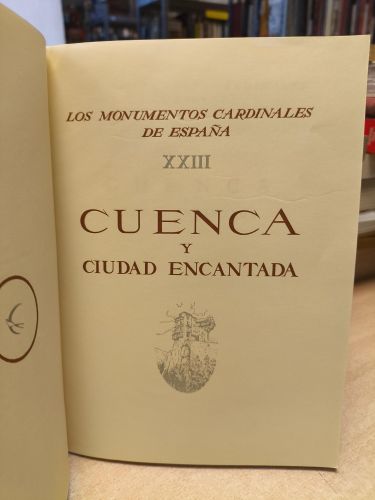 LOS MONUMENTOS CARDINALES
DE ESPAÑA
XXIII
CUENCA
Y
CIUDAD ENCANTADA